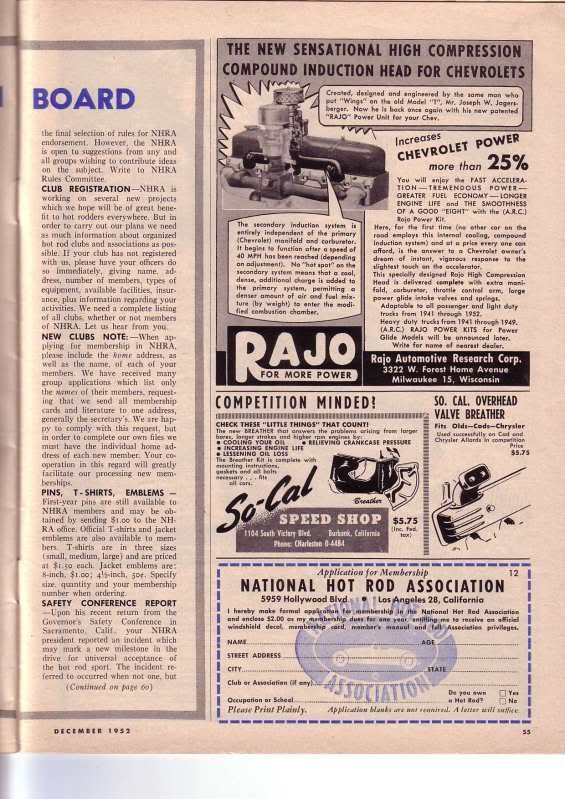 BOARD
the final selection of rules for NHRA
endorsement. However, the NHRA
is open to suggestions from any and
all groups wishing to contribute ideas
on the subject. Write to NHRA
Rules Committee.
CLUB REGISTRATION—NHRA is
working on several new projects
which we hope will be of great bene-
fit to hot rodders everywhere. But in
order to carry out our plans we need
as much information about organized
hot rod clubs and associations as pos-
sible. If your club has not registered
with us, please have your officers do
so immediately, giving name, ad-
dress, number of members, types of
equipment, available facilities, insur-
ance, plus information regarding your
activities. We need a complete listing
of all clubs, whether or not members
of NHRA. Let us hear from you.
NEW CLUBS NOTE:—When ap-
plying for membership in NHRA,
please include the home address, as
well as the name, of each of your
members. We have received many
group applications which list only
the names of their members, request-
ing that we send all membership
cards and literature to one address,
generally the secretary's. We are hap-
py to comply with this request, but
in order to complete our own files we
must have the individual home ad-
dress of each new member. Your co-
operation in this regard will greatly
facilitate our processing new mem-
berships.
PINS, T-SHIRTS, EMBLEMS —
First-year pins are still available to
NHRA members and may be ob-
tained by sending $1.00 to the NH-
RA office. Official T-shirts and jacket
emblems are also available to mem-
bers. T-shirts are in three sizes
(small, medium, large) and are priced
at $1.50 each. Jacket emblems are:
8-inch, $1.00; 4½-inch, 50¢. Specify
size, quantity and your membership
number when ordering.
SAFETY CONFERENCE REPORT
—Upon his recent return from the
Governor's Safety Conference in
Sacramento, Calif., your NHRA
president reported an incident which
may mark a new milestone in the
drive for universal acceptance of
the hot rod sport. The incident re-
ferred to occurred when not one, but
(Continued on page 60)
DECEMBER 1952
THE NEW SENSATIONAL HIGH COMPRESSION
COMPOUND INDUCTION HEAD FOR CHEVROLETS
Created, designed and engineered by the same man who
put "Wings" on the old Model "T", Mr. Joseph W. Jagers-
berger. Now he is back once again with his new patented
"RAJO" Power Unit for your Chev.
Increases
CHEVROLET POWER
more than 25%
You will enjoy the FAST ACCELERA-
TION — TREMENDOUS POWER —
GREATER FUEL ECONOMY — LONGER
ENGINE LIFE and THE SMOOTHNESS
OF A GOOD "EIGHT" with the (A.R.C.)
Rajo Power Kit.
Here, for the first time (no other car on the
road employs this internal cooling, compound
induction system) and at a price every one can
afford, is the answer to a Chevrolet owner's
dream of instant, vigorous response to the
slightest touch on the accelerator.
This specially designed Rajo High Compression
Head is delivered complete with extra mani-
fold, carburetor, throttle control arm, large
power glide intake valves and springs.
Adaptable to all passenger and light duty
trucks from 1941 through 1952.
Heavy duty trucks from 1941 through 1949.
(A.R.C.) RAJO POWER KITS for Power
Glide Models will be announced later.
Write for name of nearest dealer.
The secondary induction system is
entirely independent of the primary
(Chevrolet) manifold and carburetor.
It begins to function after a speed of
40 MPH has been reached (depending
on adjustment). No "hot spot" on the
secondary system means that a cool,
dense, additional charge is added to
the primary system, permitting a
denser amount of air and fuel mix-
ture (by weight) to enter the modi-
fied combustion chamber.
RAJO
FOR MORE POWER
Rajo Automotive Research Corp.
3322 W. Forest Home Avenue
Milwaukee 15, Wisconsin
COMPETITION MINDED?
CHECK THESE "LITTLE THINGS" THAT COUNT!
The new BREATHER that answers the problems arising from larger
bores, longer strokes and higher rpm engines by:
● COOLING YOUR OIL ● RELIEVING CRANKCASE PRESSURE
● INCREASING ENGINE LIFE
● LESSENING OIL LOSS
The Breather Kit is complete with
mounting instructions,
gaskets and all bolts
necessary . . . fits
all cars.
Breather
So-Cal
SPEED SHOP
1104 South Victory Blvd. Burbank, California
Phone: CHarleston 0-4484
$5.75
(Inc. Fed.
tax)
SO. CAL. OVERHEAD
VALVE BREATHER
Fits Olds—Cads—Chrysler
Used successfully on Cad and
Chrysler Allards in competition
Price
$5.75
Application for Membership 12
NATIONAL HOT ROD ASSOCIATION
5959 Hollywood Blvd. Los Angeles 28, California
I hereby make formal application to membership in the National Hot Rod Association
and enclose $2.00 as my membership dues for one year, entitling me to receive an official
windshield decal, membership card, member's manual and full Association privileges.
NAME AGE
STREET ADDRESS
CITY STATE
Club or Association (if any)
Do you own □ Yes
Occupation or School a Hot Rod? □ No
Please Print Plainly. Application blanks are not required. A letter will suffice.
NATIONAL HOT ROD
ASSOCIATION
55